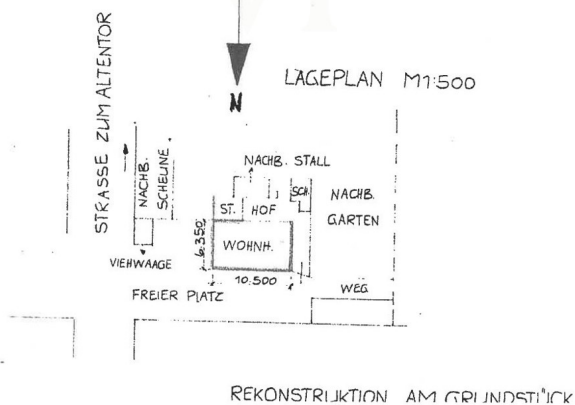 N
LAGEPLAN M1:500
STRASSE ZUM ALTENTOR
NACHB.
SCHEUNE
NACHB. STALL
ST.
HOF
SCH.
NACHB.
GARTEN
WOHNH.
6.350
10.500
VIEHWAAGE
FREIER PLATZ
WEG
REKONSTRUKTION AM GRUNDSTÜCK